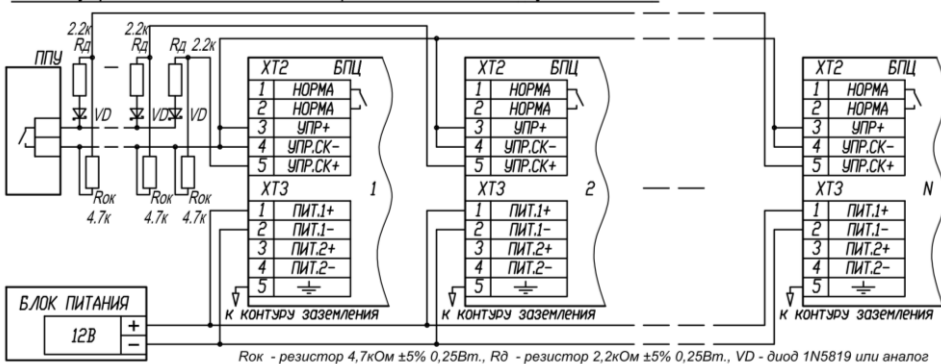 2.2к
Rд
2.2к
Rд
Rд 2.2к
ППУ
VD
VD
VD
Rок
4.7к
Rок
4.7к
Rок
4.7к
XT2 БПЦ
1 НОРМА
2 НОРМА
3 УПР+
4 УПР.СК-
5 УПР.СК+
XT3 1
1 ПИТ.1+
2 ПИТ.1-
3 ПИТ.2+
4 ПИТ.2-
5
К КОНТУРУ ЗАЗЕМЛЕНИЯ
XT2 БПЦ
1 НОРМА
2 НОРМА
3 УПР+
4 УПР.СК-
5 УПР.СК+
XT3 2
1 ПИТ.1+
2 ПИТ.1-
3 ПИТ.2+
4 ПИТ.2-
5
К КОНТУРУ ЗАЗЕМЛЕНИЯ
XT2 БПЦ
1 НОРМА
2 НОРМА
3 УПР+
4 УПР.СК-
5 УПР.СК+
XT3 N
1 ПИТ.1+
2 ПИТ.1-
3 ПИТ.2+
4 ПИТ.2-
5
К КОНТУРУ ЗАЗЕМЛЕНИЯ
БЛОК ПИТАНИЯ
12В
+
−
Rок - резистор 4,7кОм ±5% 0,25Вт., Rд - резистор 2,2кОм ±5% 0,25Вт., VD - диод 1N5819 или аналог